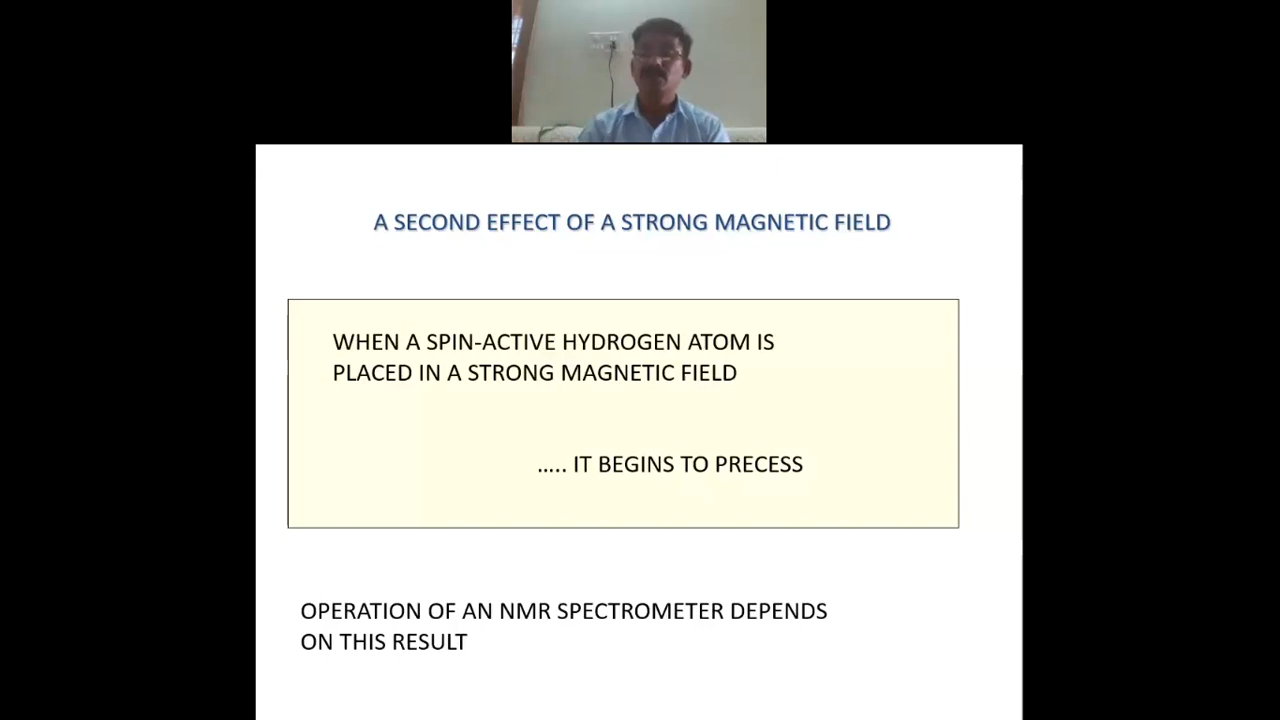 A SECOND EFFECT OF A STRONG MAGNETIC FIELD
WHEN A SPIN-ACTIVE HYDROGEN ATOM IS
PLACED IN A STRONG MAGNETIC FIELD
….. IT BEGINS TO PRECESS
OPERATION OF AN NMR SPECTROMETER DEPENDS
ON THIS RESULT